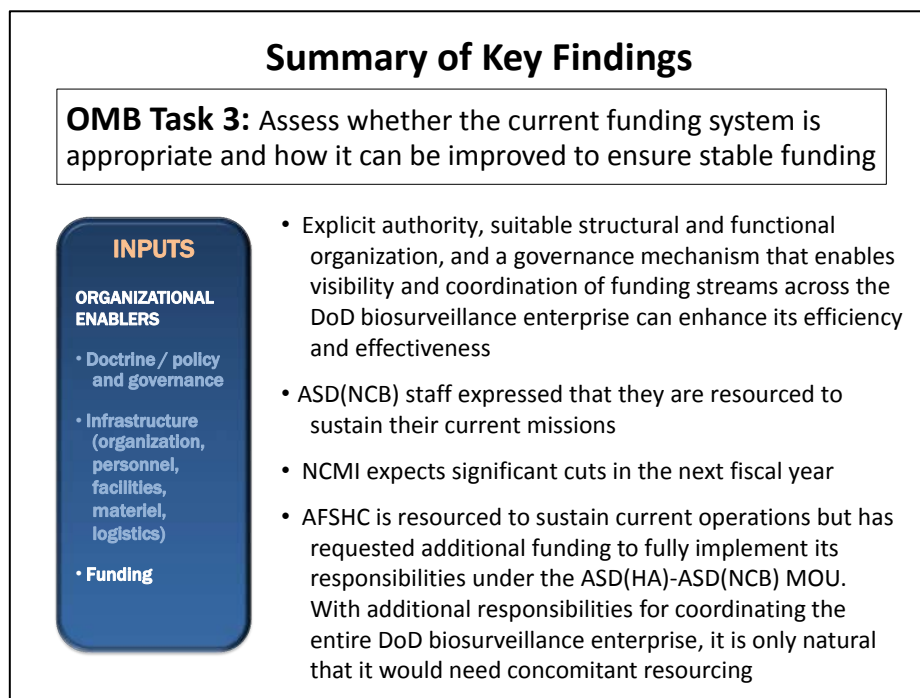 Summary of Key Findings
OMB Task 3: Assess whether the current funding system is
appropriate and how it can be improved to ensure stable funding
INPUTS
ORGANIZATIONAL
ENABLERS
• Doctrine / policy
and governance
• Infrastructure
(organization,
personnel,
facilities,
materiel,
logistics)
• Funding
• Explicit authority, suitable structural and functional
organization, and a governance mechanism that enables
visibility and coordination of funding streams across the
DoD biosurveillance enterprise can enhance its efficiency
and effectiveness
• ASD(NCB) staff expressed that they are resourced to
sustain their current missions
• NCMI expects significant cuts in the next fiscal year
• AFSHC is resourced to sustain current operations but has
requested additional funding to fully implement its
responsibilities under the ASD(HA)-ASD(NCB) MOU.
With additional responsibilities for coordinating the
entire DoD biosurveillance enterprise, it is only natural
that it would need concomitant resourcing